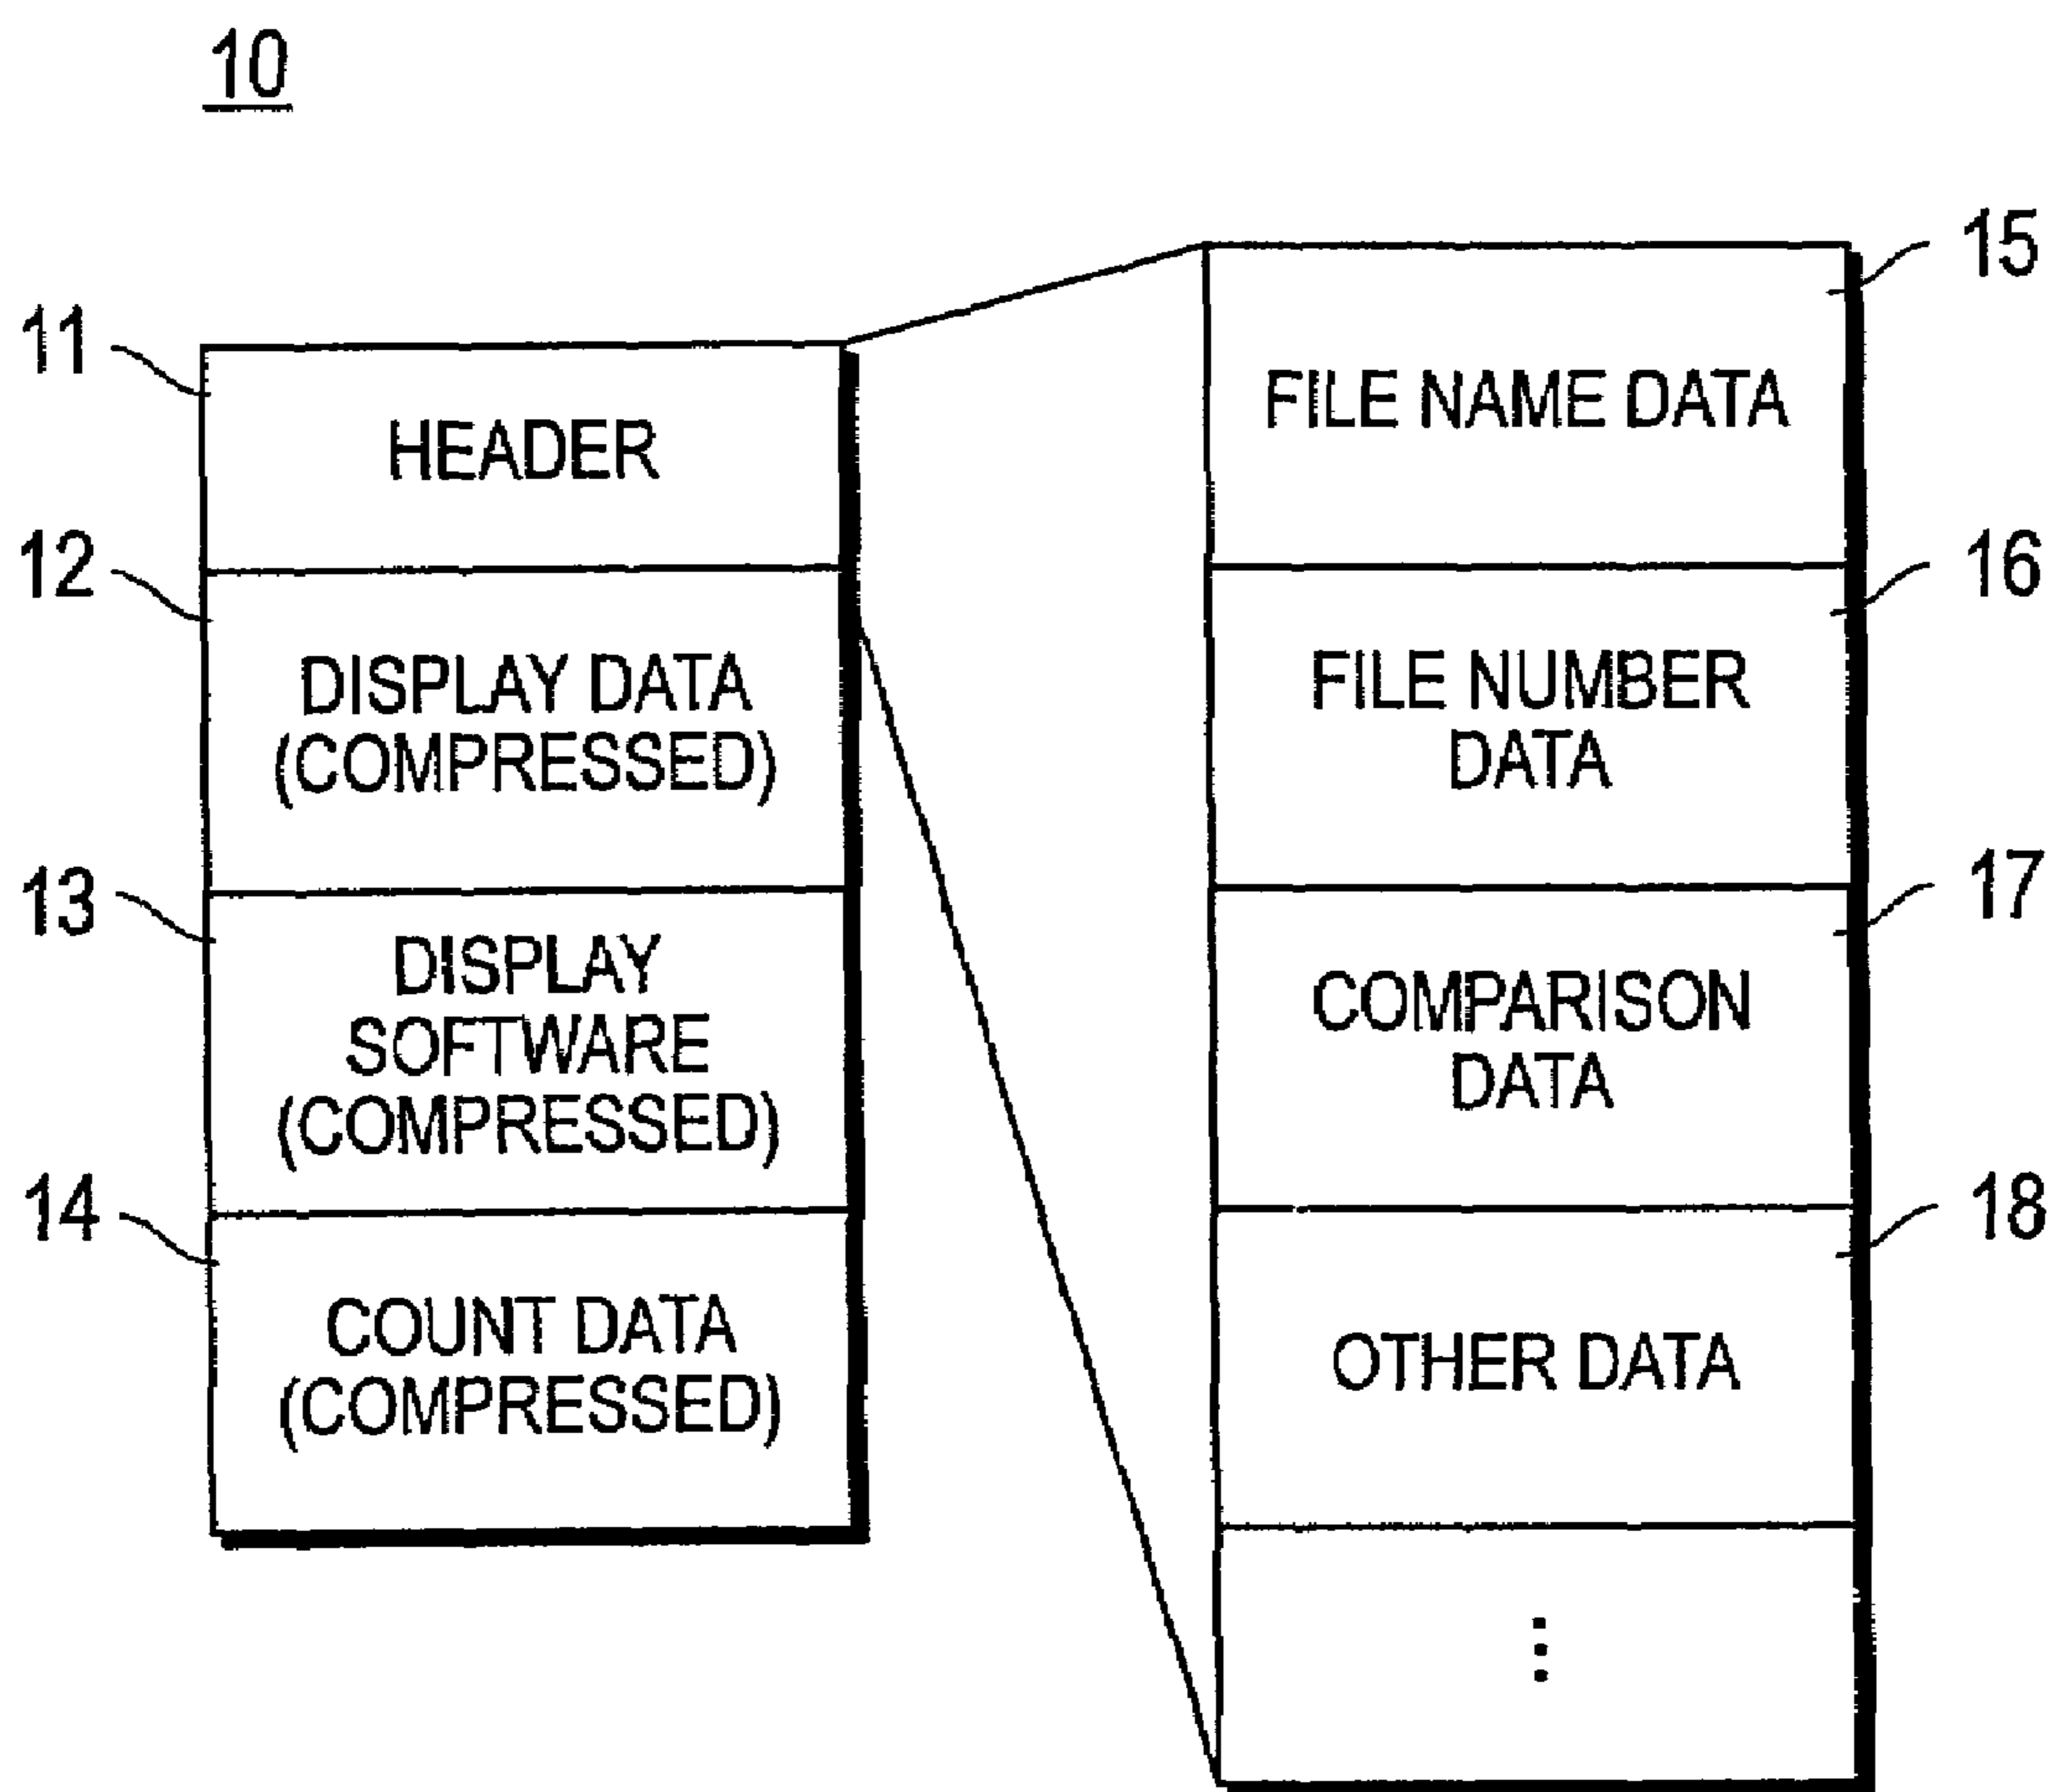 10
11
HEADER
12
DISPLAY DATA
(COMPRESSED)
13
DISPLAY
SOFTWARE
(COMPRESSED)
14
COUNT DATA
(COMPRESSED)
15
FILE NAME DATA
16
FILE NUMBER
DATA
17
COMPARISON
DATA
18
OTHER DATA
⋮